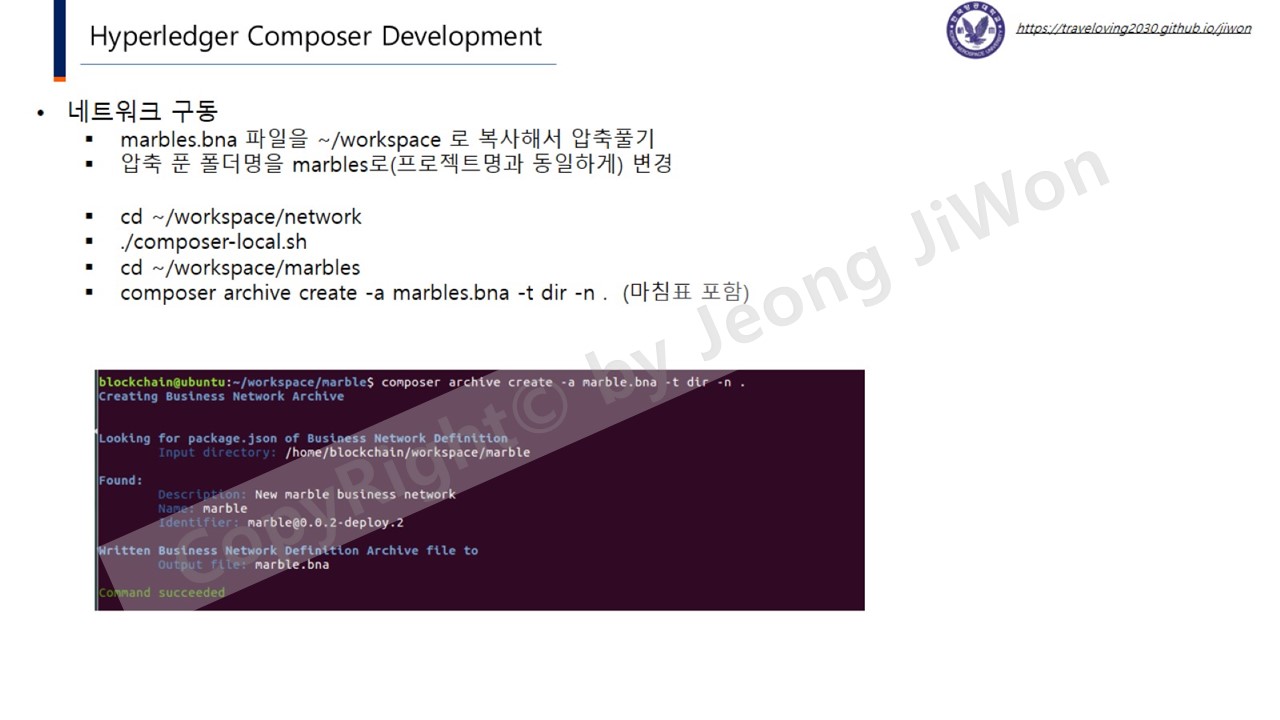 Hyperledger Composer Development
https://traveloving2030.github.io/jiwon
• 네트워크 구동
▪ marbles.bna 파일을 ~/workspace 로 복사해서 압축풀기
▪ 압축 푼 폴더명을 marbles로(프로젝트명과 동일하게) 변경
▪ cd ~/workspace/network
▪ ./composer-local.sh
▪ cd ~/workspace/marbles
▪ composer archive create -a marbles.bna -t dir -n . (마침표 포함)
CopyRight© by Jeong JiWon
blockchain@ubuntu:~/workspace/marble$ composer archive create -a marble.bna -t dir -n .
Creating Business Network Archive
Looking for package.json of Business Network Definition
Input directory: /home/blockchain/workspace/marble
Found:
Description: New marble business network
Name: marble
Identifier: marble@0.0.2-deploy.2
Written Business Network Definition Archive file to
Output file: marble.bna
Command succeeded